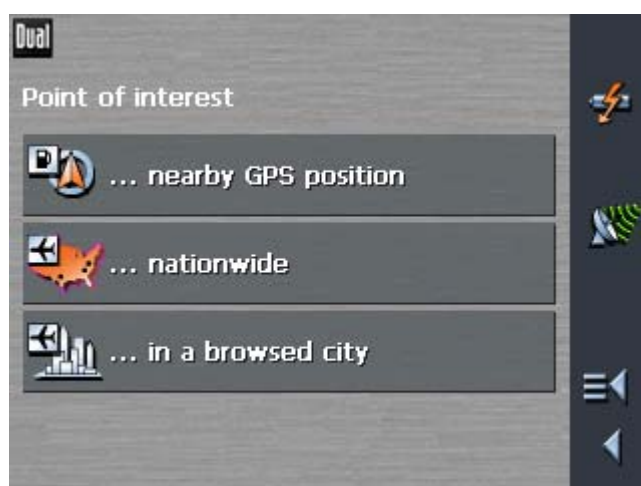 Dual
Point of interest
... nearby GPS position
... nationwide
... in a browsed city